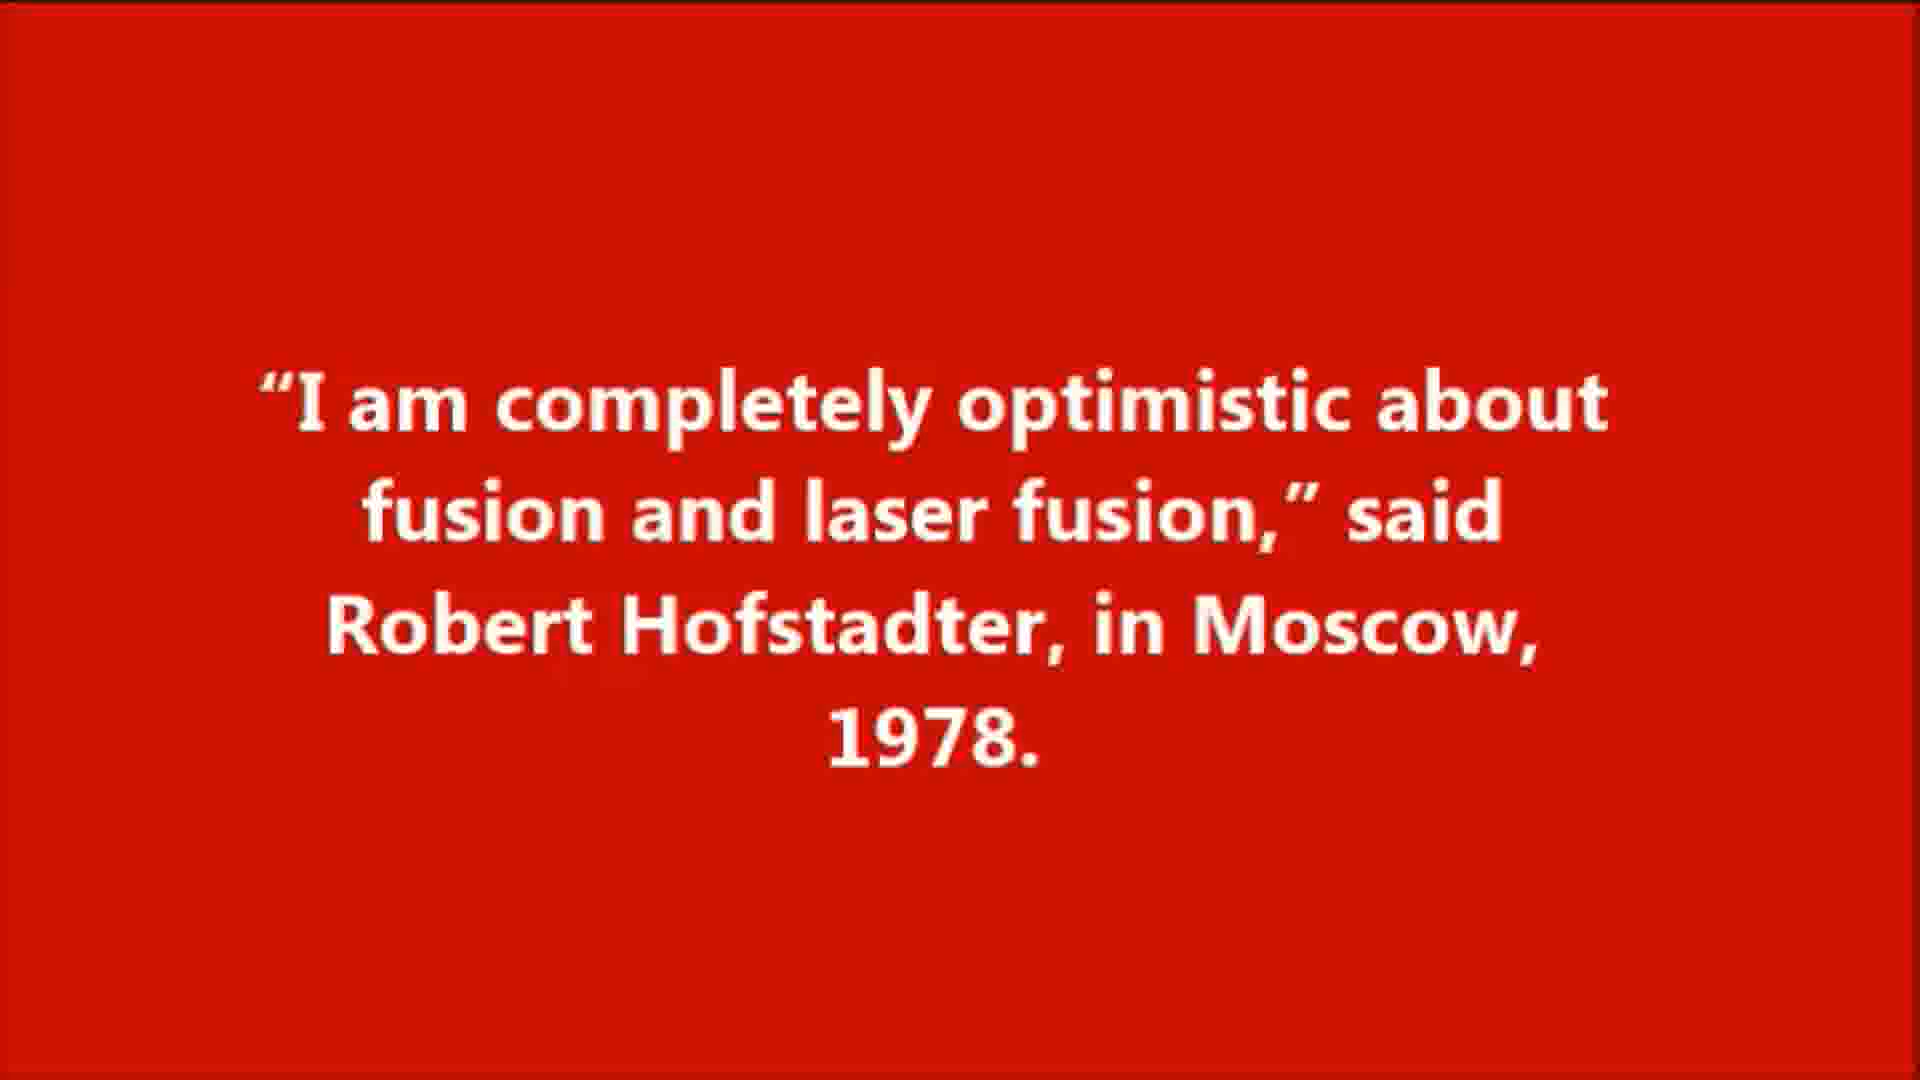 “I am completely optimistic about
fusion and laser fusion,” said
Robert Hofstadter, in Moscow,
1978.